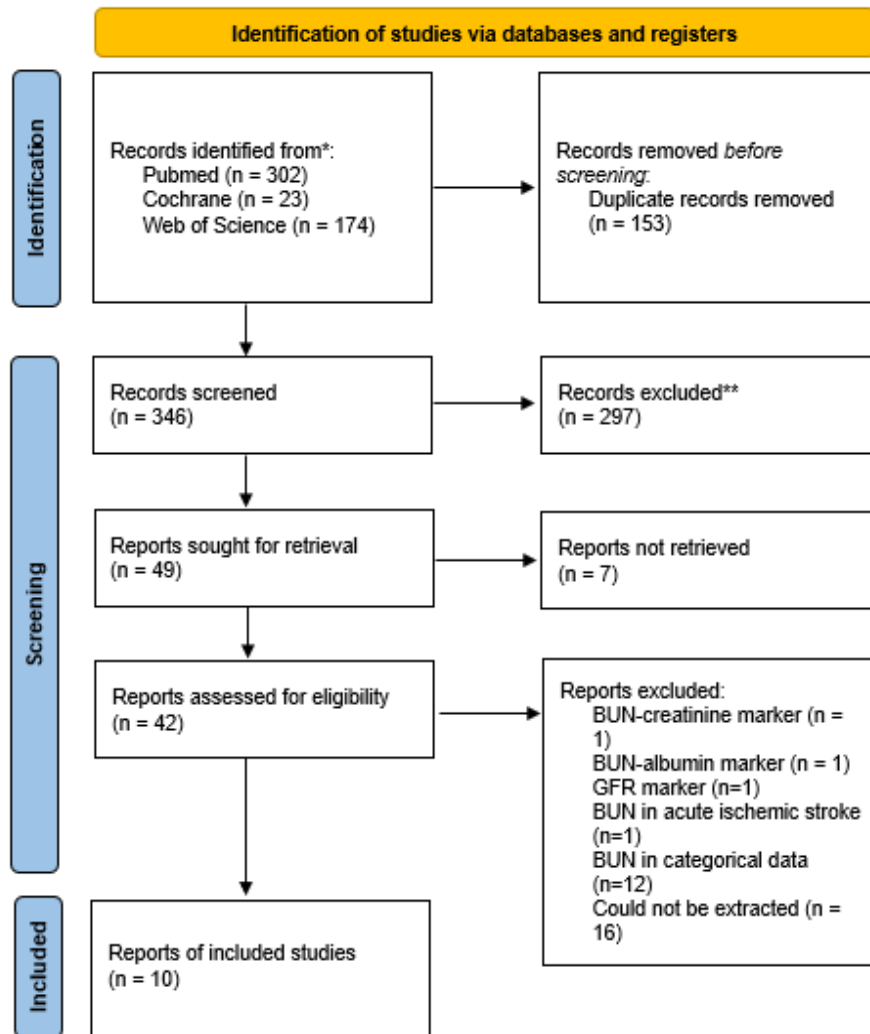 Identification of studies via databases and registers
Identification
Records identified from*:
Pubmed (n = 302)
Cochrane (n = 23)
Web of Science (n = 174)
Records removed before
screening:
Duplicate records removed
(n = 153)
Screening
Records screened
(n = 346)
Records excluded**
(n = 297)
Reports sought for retrieval
(n = 49)
Reports not retrieved
(n = 7)
Reports assessed for eligibility
(n = 42)
Reports excluded:
BUN-creatinine marker (n =
1)
BUN-albumin marker (n = 1)
GFR marker (n=1)
BUN in acute ischemic stroke
(n=1)
BUN in categorical data
(n=12)
Could not be extracted (n =
16)
Included
Reports of included studies
(n = 10)